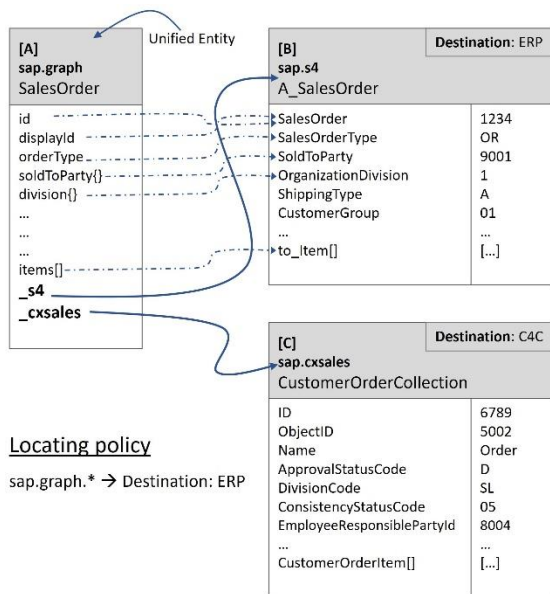 Unified Entity
[A]
sap.graph
SalesOrder
id
displayId
orderType
soldToParty{}
division{}
...
...
...
items[]
_s4
_cxsales
[B]
Destination: ERP
sap.s4
A_SalesOrder
SalesOrder 1234
SalesOrderType OR
SoldToParty 9001
OrganizationDivision 1
ShippingType A
CustomerGroup 01
... ...
to_Item[] [...]
[C]
Destination: C4C
sap.cxsales
CustomerOrderCollection
ID 6789
ObjectID 5002
Name Order
ApprovalStatusCode D
DivisionCode SL
ConsistencyStatusCode 05
EmployeeResponsiblePartyId 8004
... ...
CustomerOrderItem[] [...]
Locating policy
sap.graph.* → Destination: ERP